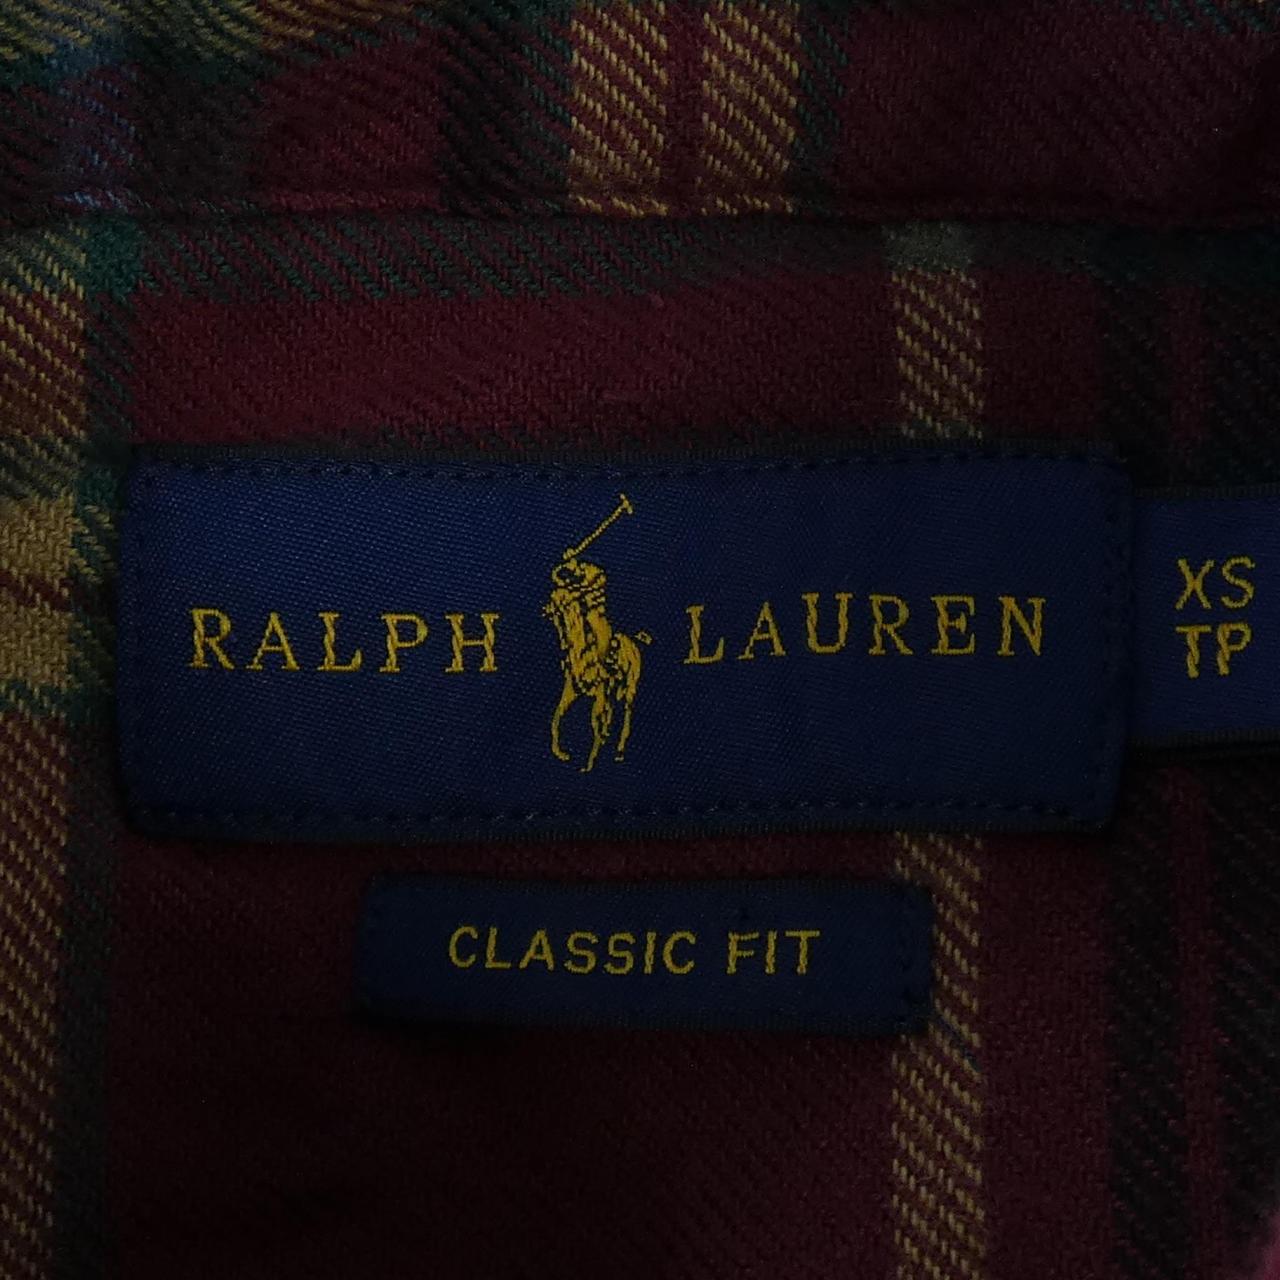 RALPH LAUREN
XS
TP
CLASSIC FIT